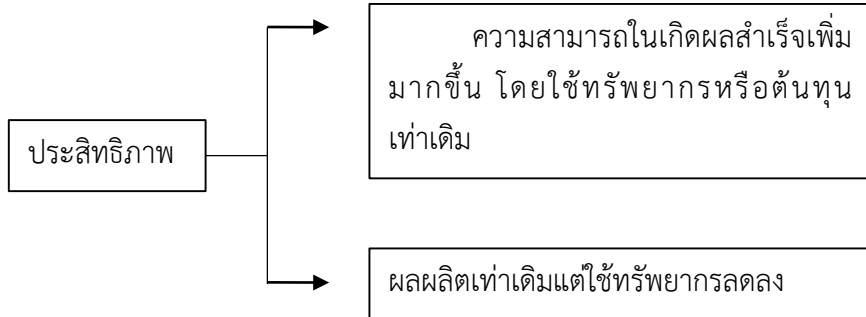 ความสามารถในเกิดผลสำเร็จเพิ่ม
มากขึ้น โดยใช้ทรัพยากรหรือต้นทุน
เท่าเดิม
ประสิทธิภาพ
ผลผลิตเท่าเดิมแต่ใช้ทรัพยากรลดลง